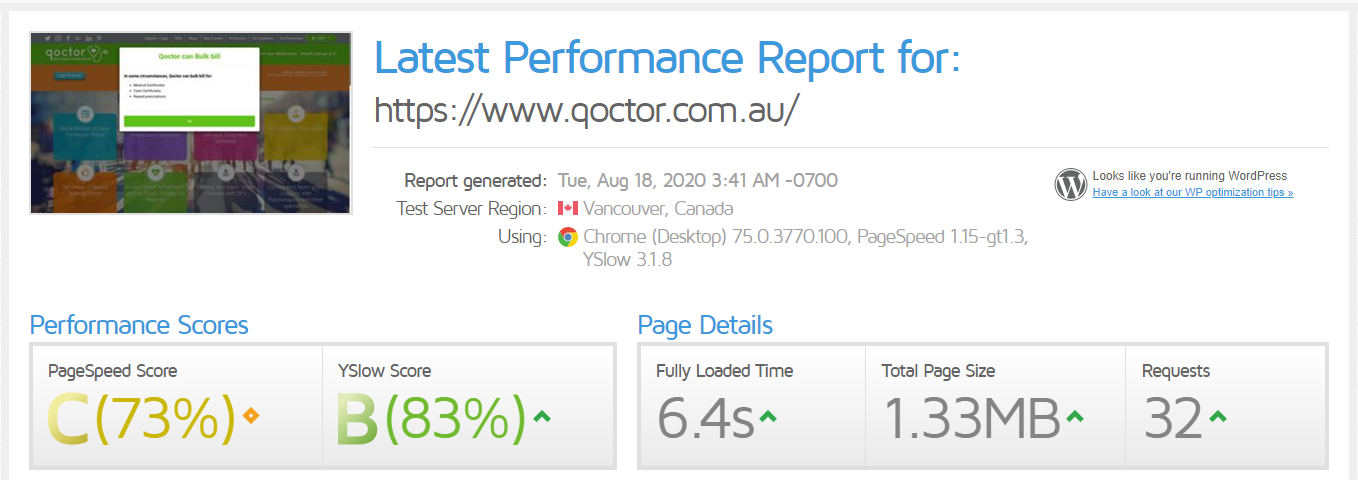 qoctor
Qoctor can Bulk bill
In some circumstances, Qoctor can bulk bill for:
Medical Certificates
Carer Certificates
Repeat prescriptions
Latest Performance Report for:
https://www.qoctor.com.au/
Report generated: Tue, Aug 18, 2020 3:41 AM -0700
Test Server Region: Vancouver, Canada
Using: Chrome (Desktop) 75.0.3770.100, PageSpeed 1.15-gt1.3,
YSlow 3.1.8
Looks like you're running WordPress
Have a look at our WP optimization tips »
Performance Scores
PageSpeed Score
C(73%)
YSlow Score
B(83%)
Page Details
Fully Loaded Time
6.4s
Total Page Size
1.33MB
Requests
32